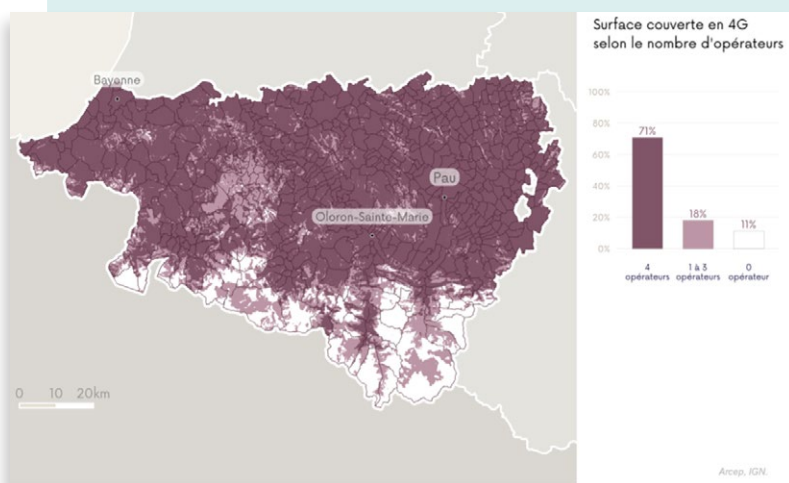 Surface couverte en 4G
selon le nombre d'opérateurs
Bayonne
Pau
Oloron-Sainte-Marie
0 10 20km
100%
80%
60%
40%
20%
0%
71%
18%
11%
4
opérateurs
1 à 3
opérateurs
0
opérateur
Arcep, IGN.